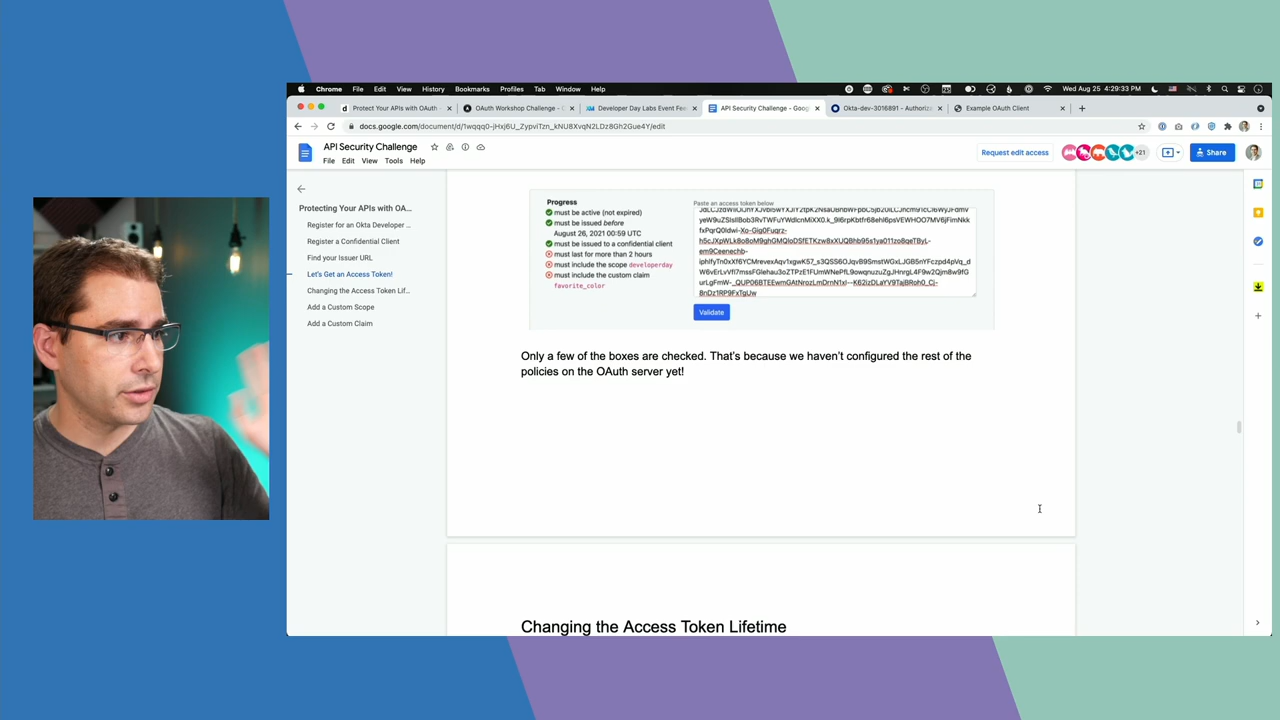 Chrome File Edit View History Bookmarks Profiles Tab Window Help
Wed Aug 25 4:29:33 PM
Protect Your APIs with OAuth
OAuth Workshop Challenge -
Developer Day Labs Event Fee
API Security Challenge - Goog
Okta-dev-3016891 - Authoriza
Example OAuth Client
API Security Challenge
File Edit View Tools Help
Request edit access
+21
Share
Protecting Your APIs with OA...
Register for an Okta Developer ...
Register a Confidential Client
Find your Issuer URL
Let's Get an Access Token!
Changing the Access Token Lif...
Add a Custom Scope
Add a Custom Claim
Progress
must be active (not expired)
must be issued before
August 26, 2021 00:59 UTC
must be issued to a confidential client
must last for more than 2 hours
must include the scope developerday
must include the custom claim
favorite_color
Paste an access token below
Validate
Only a few of the boxes are checked. That's because we haven't configured the rest of the
policies on the OAuth server yet!
Changing the Access Token Lifetime